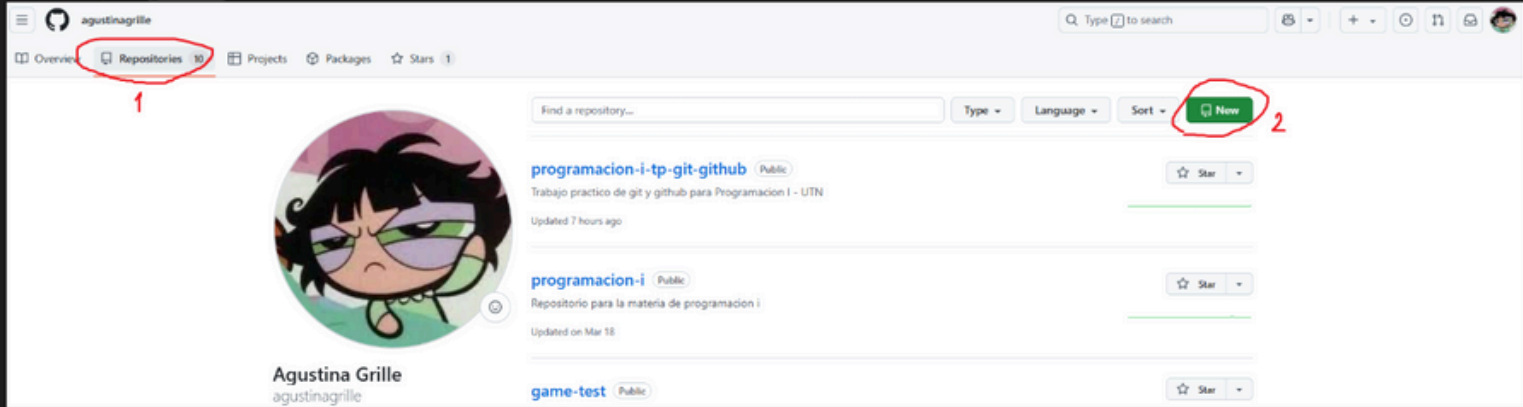 agustinagrille
Type / to search
Overview
Repositories 10
Projects
Packages
Stars 1
1
Find a repository...
Type
Language
Sort
New
2
programacion-i-tp-git-github Public
Star
Trabajo practico de git y github para Programacion I - UTN
Updated 7 hours ago
programacion-i Public
Star
Repositorio para la materia de programacion i
Updated on Mar 18
Agustina Grille
agustinagrille
game-test Public
Star